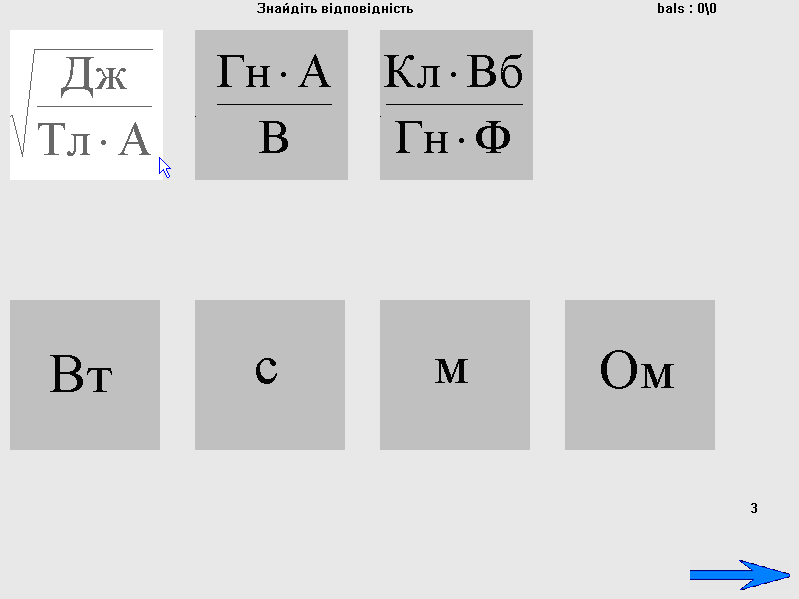 Знайдіть відповідність bals : 0\0
√(Дж / (Тл · А))
Гн · А / В
Кл · Вб / (Гн · Ф)
Вт
с
м
Ом
3